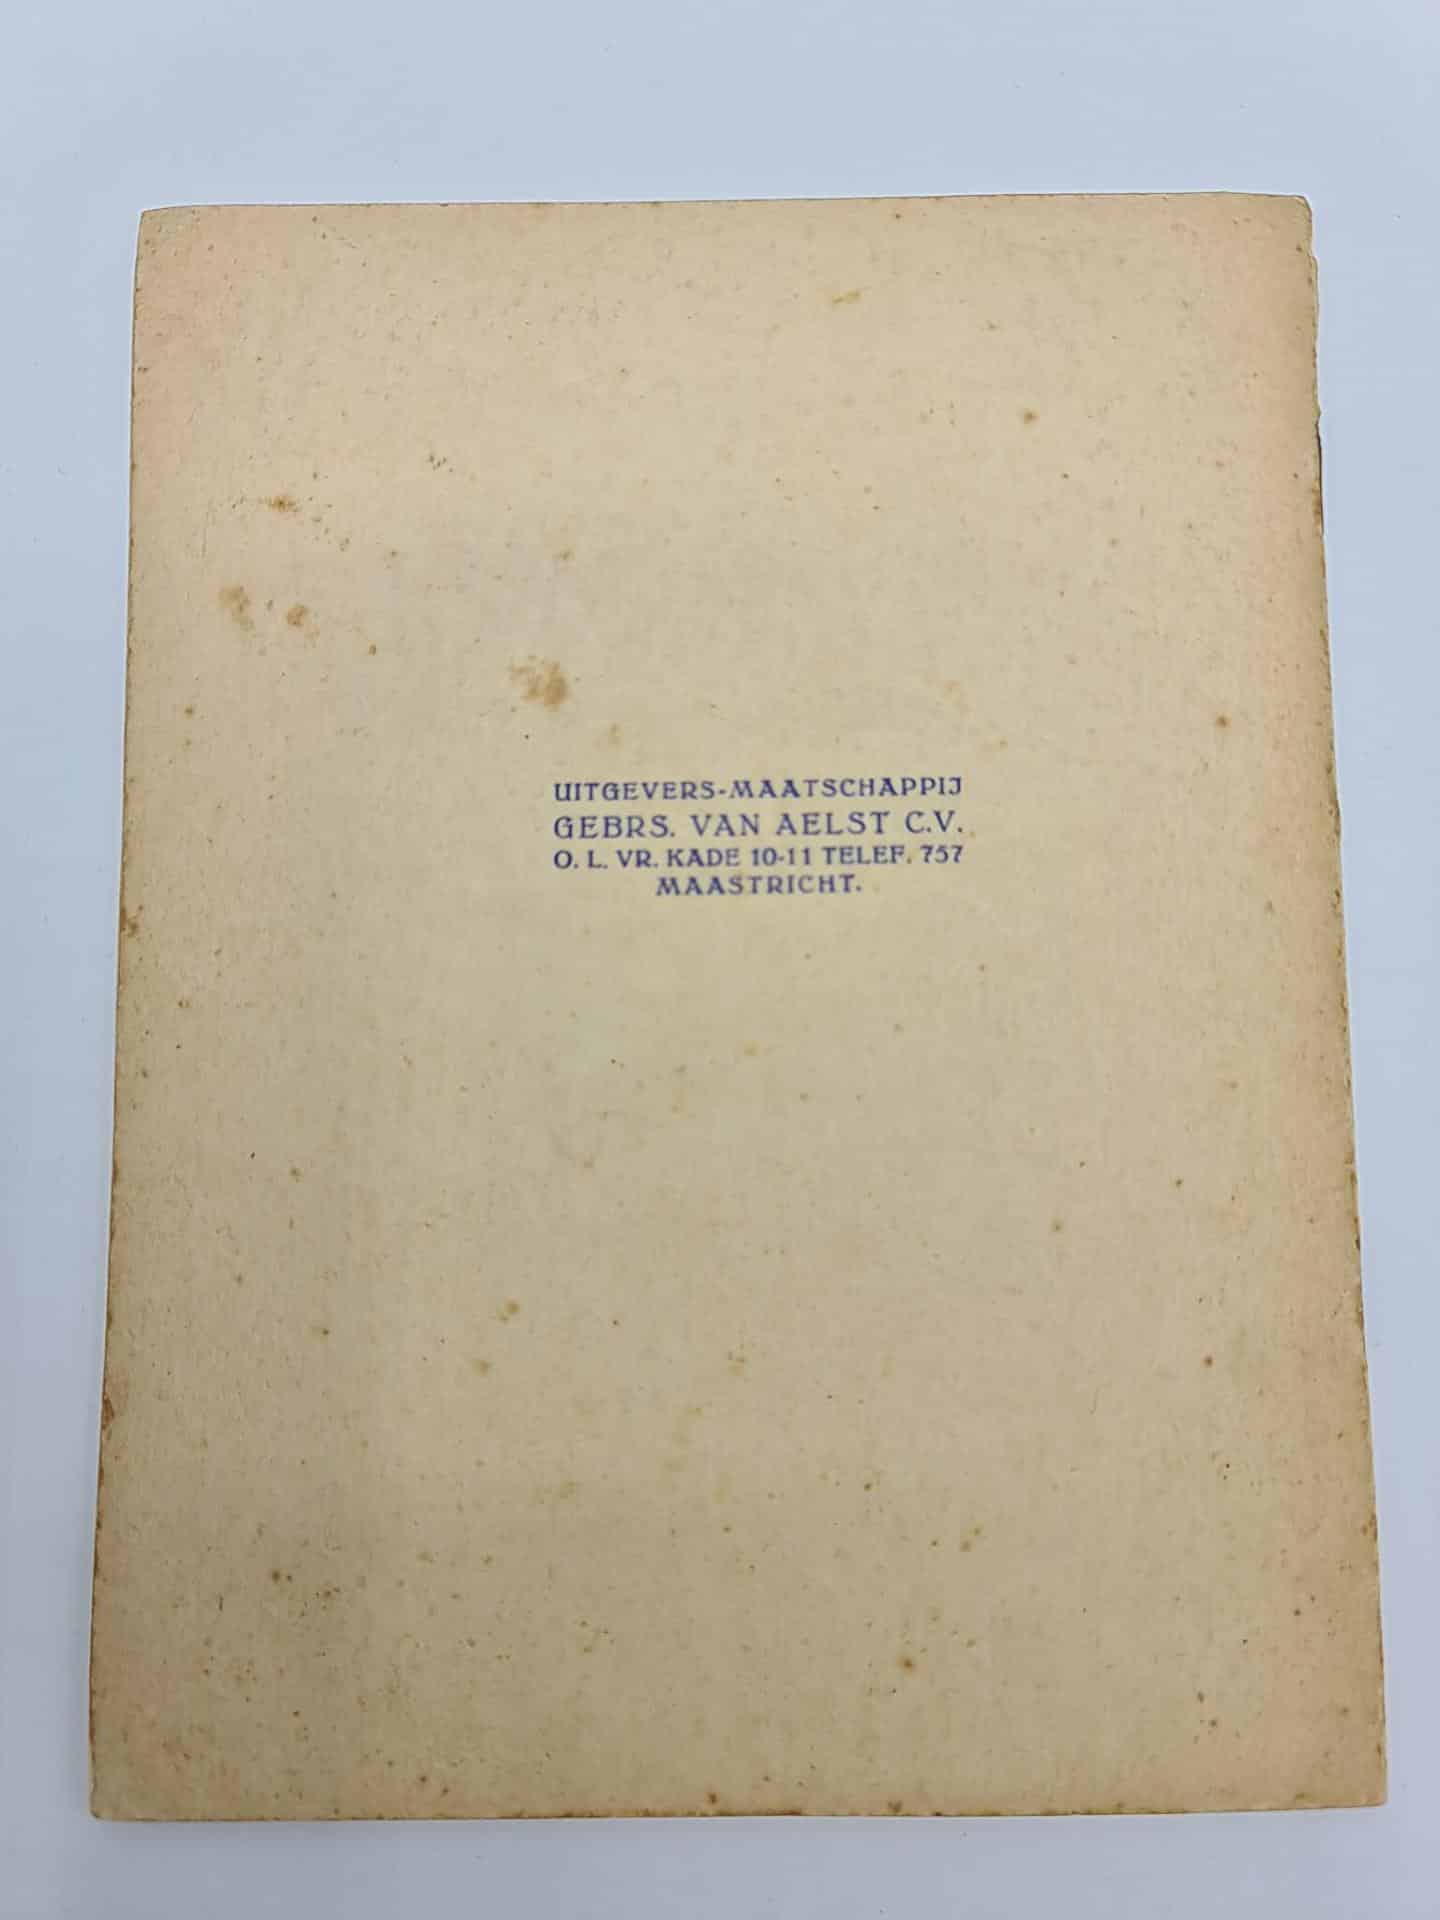 UITGEVERS-MAATSCHAPPIJ
GEBRS. VAN AELST C.V.
O. L. VR. KADE 10-11 TELEF. 757
MAASTRICHT.